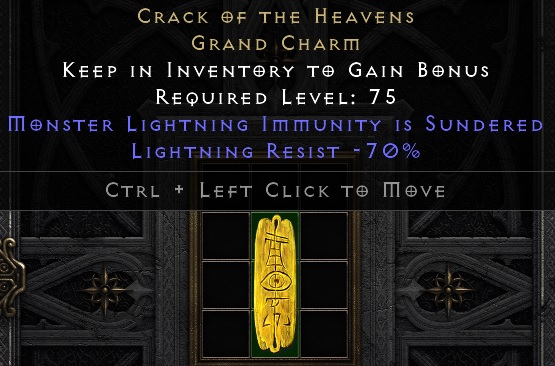 Crack of the Heavens
Grand Charm
Keep in Inventory to Gain Bonus
Required Level: 75
Monster Lightning Immunity is Sundered
Lightning Resist -70%
Ctrl + Left Click to Move